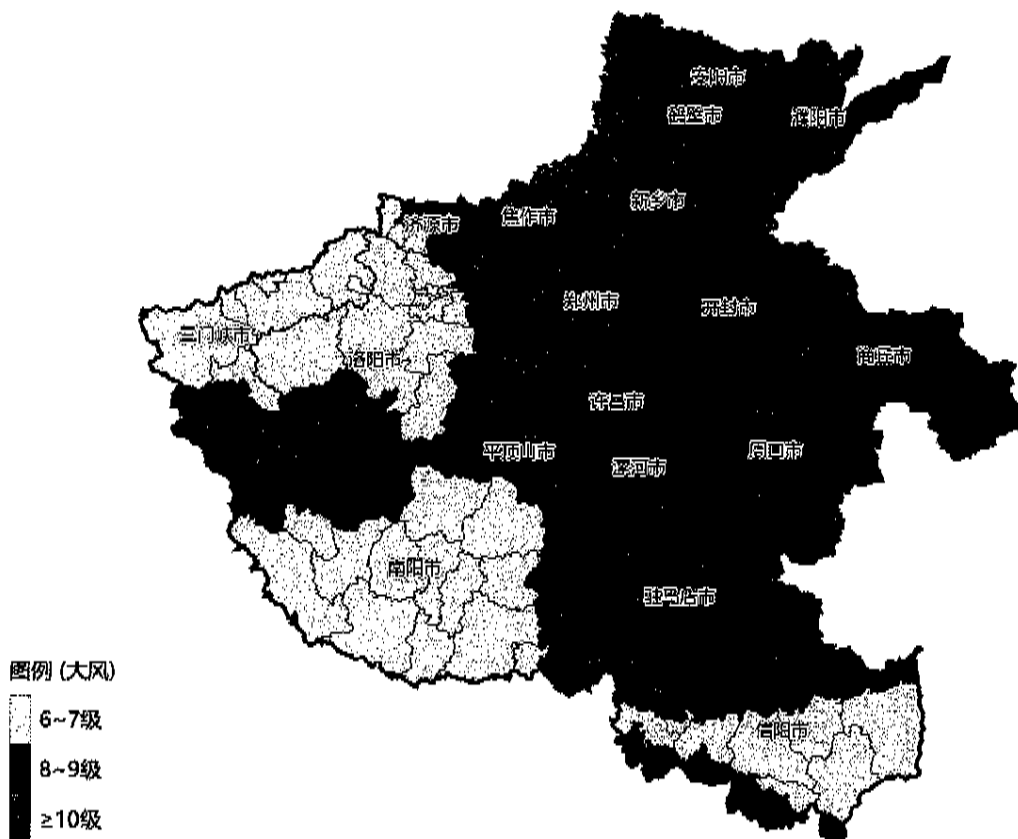 安阳市
鹤壁市
濮阳市
新乡市
焦作市
济源市
郑州市
开封市
三门峡市
洛阳市
商丘市
许昌市
平顶山市
漯河市
周口市
南阳市
驻马店市
信阳市
图例 (大风)
6~7级
8~9级
≥10级